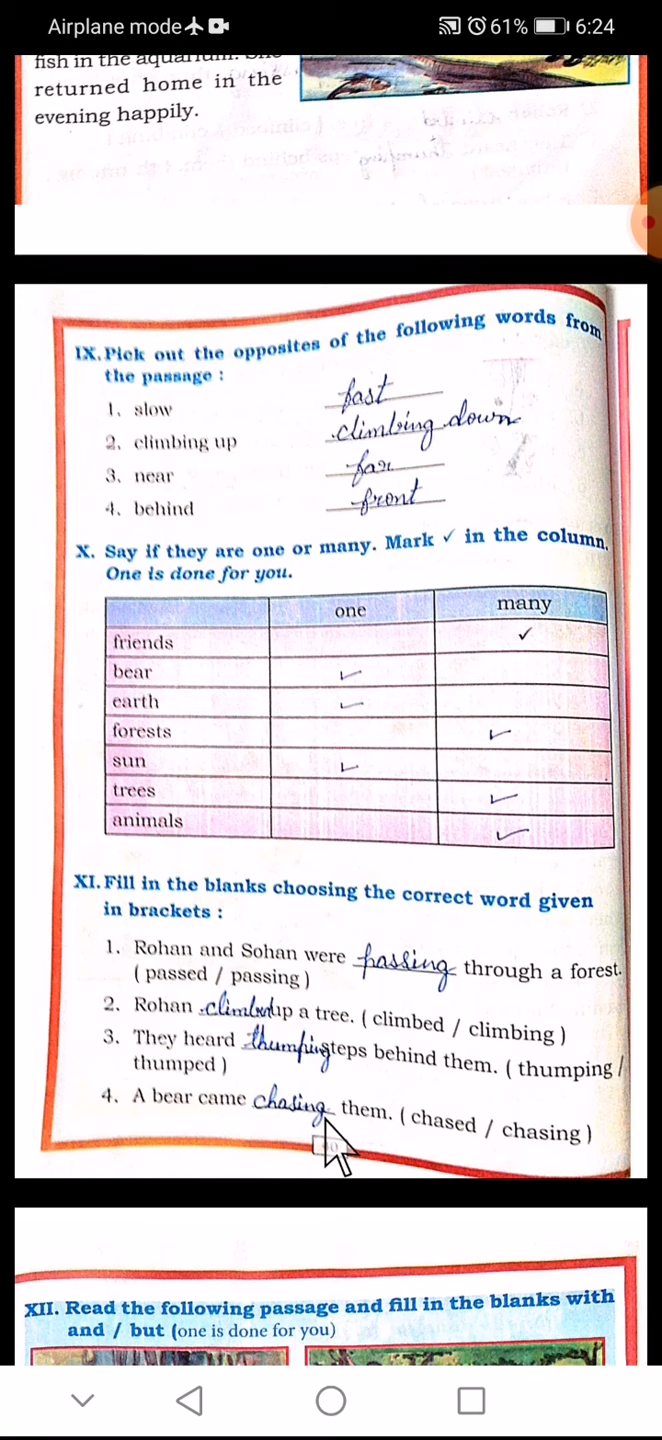 Airplane mode 61% 6:24
fish in the aquarium. She
returned home in the
evening happily.
IX. Pick out the opposites of the following words from
the passage :
1. slow fast
2. climbing up climbing down
3. near far
4. behind front
X. Say if they are one or many. Mark ✓ in the column.
One is done for you.
one many
friends ✓
bear ✓
earth ✓
forests ✓
sun ✓
trees ✓
animals ✓
XI. Fill in the blanks choosing the correct word given
in brackets :
1. Rohan and Sohan were passing through a forest.
( passed / passing )
2. Rohan climbed up a tree. ( climbed / climbing )
3. They heard thumping steps behind them. ( thumping /
thumped )
4. A bear came chasing them. ( chased / chasing )
XII. Read the following passage and fill in the blanks with
and / but (one is done for you)